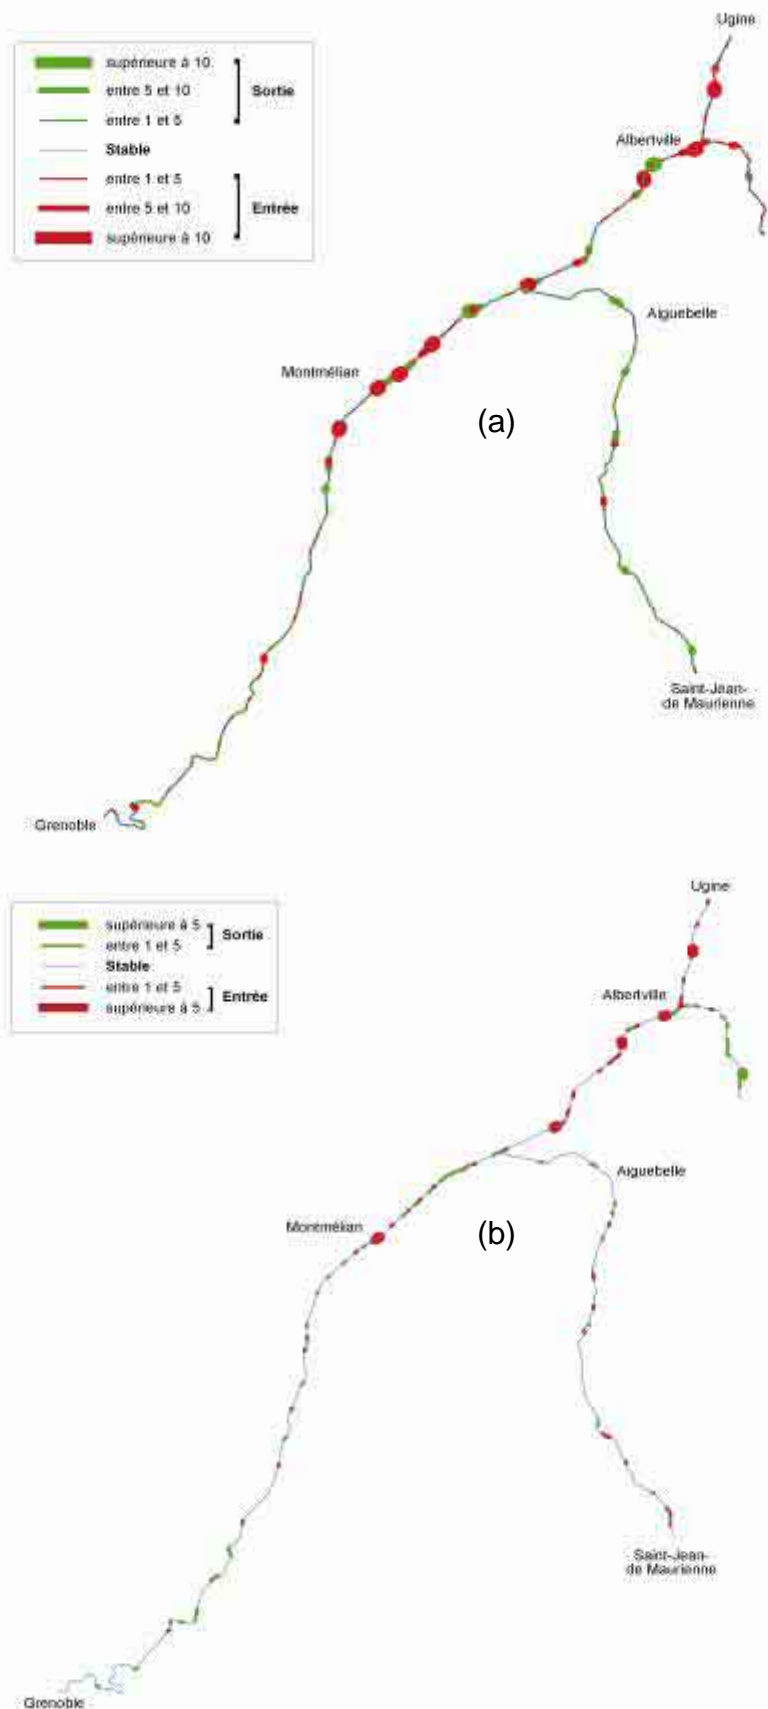 Ugine
supérieure à 10
entre 5 et 10
Sortie
entre 1 et 5
Stable
entre 1 et 5
entre 5 et 10
Entrée
supérieure à 10
Albertville
Aiguebelle
Montmélian
(a)
Saint-Jean-
de Maurienne
Grenoble
Ugine
supérieure à 5
Sortie
entre 1 et 5
Stable
entre 1 et 5
Entrée
supérieure à 5
Albertville
Aiguebelle
Montmélian
(b)
Saint-Jean-
de Maurienne
Grenoble